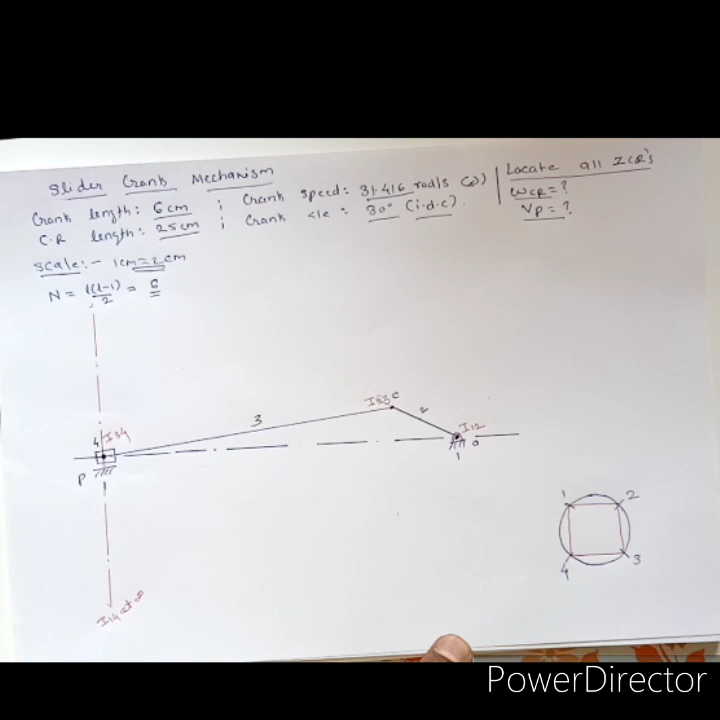 Slider Crank Mechanism
Crank length: 6cm ; Crank speed: 31.416 rad/s (ω)
C.R length: 25cm ; Crank <le : 30° (i.d.c).
Locate all ICR's
ωCR=?
VP=?
Scale:- 1cm=2cm
N = l(l-1)/2 = 6
I23 C
2
3
I12
O
1
4 I34
P
1
I14 at ∞
1 2
4 3
PowerDirector